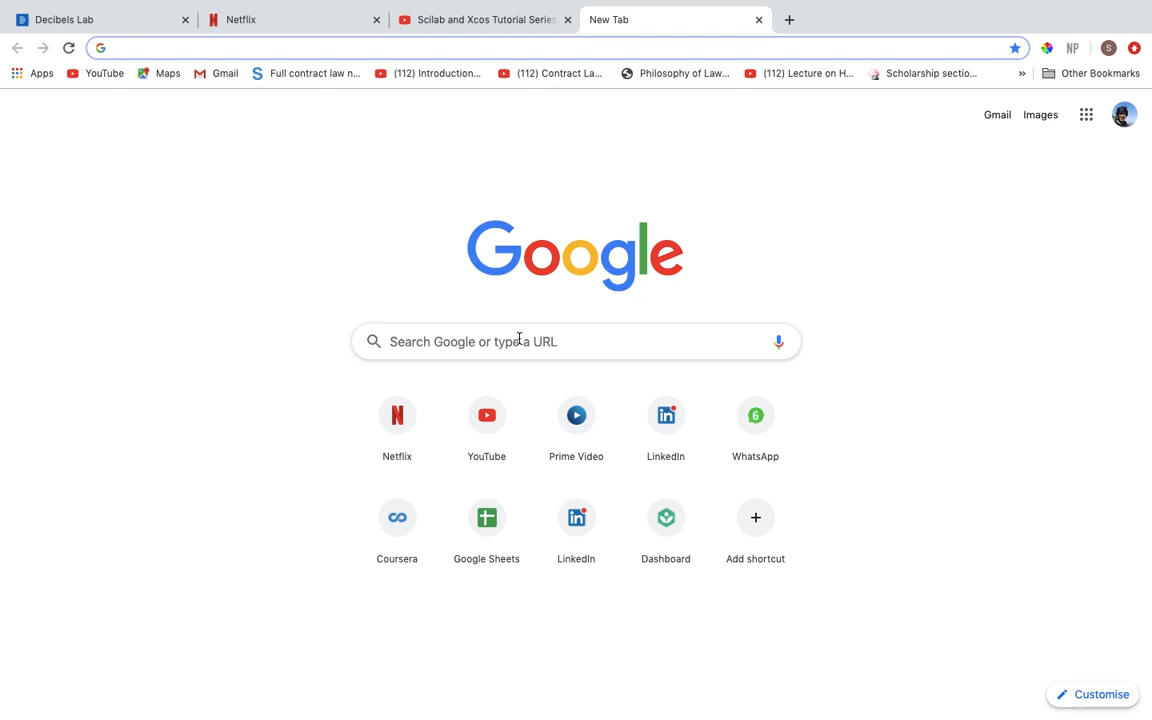 Decibels Lab
Netflix
Scilab and Xcos Tutorial Series
New Tab
Apps
YouTube
Maps
Gmail
Full contract law n...
(112) Introduction...
(112) Contract La...
Philosophy of Law...
(112) Lecture on H...
Scholarship sectio...
»
Other Bookmarks
NP
S
Gmail
Images
Google
Search Google or type a URL
Netflix
YouTube
Prime Video
LinkedIn
WhatsApp
Coursera
Google Sheets
LinkedIn
Dashboard
Add shortcut
Customise